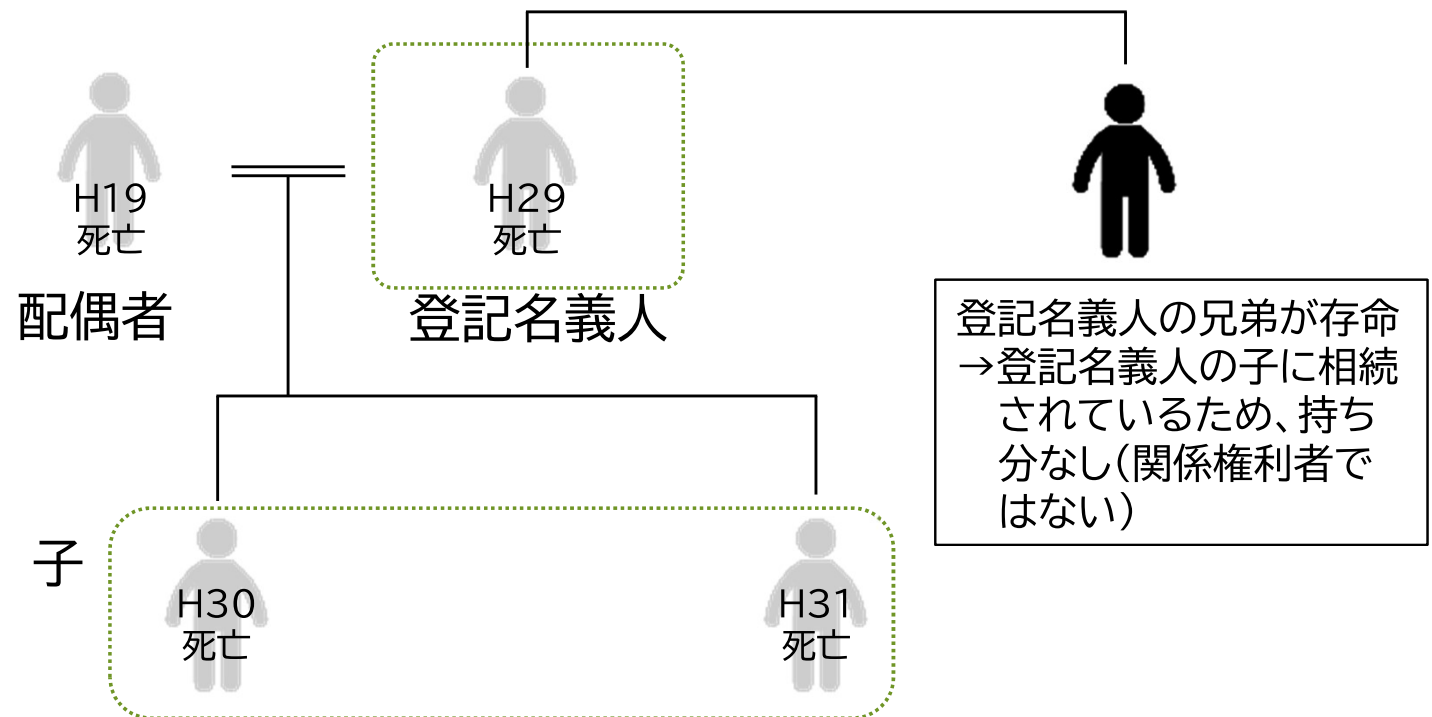 H19
死亡
配偶者
H29
死亡
登記名義人
登記名義人の兄弟が存命
→登記名義人の子に相続
されているため、持ち
分なし(関係権利者で
はない)
子
H30
死亡
H31
死亡